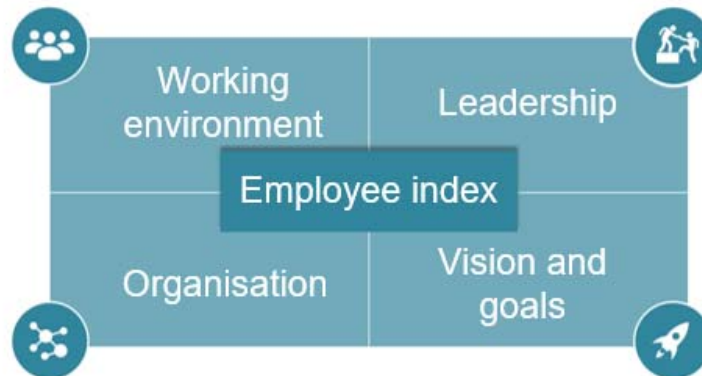 Working
environment
Leadership
Employee index
Organisation
Vision and
goals